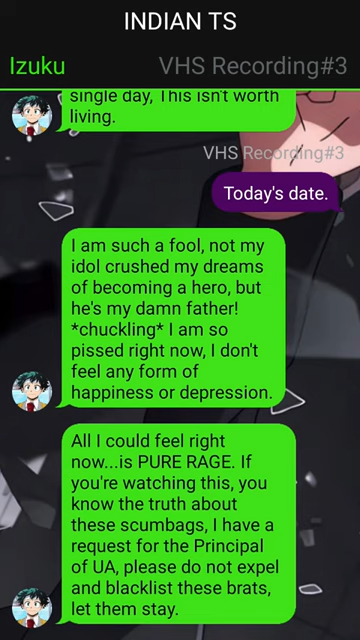 INDIAN TS
Izuku
VHS Recording#3
single day, This isn't worth
living.
VHS Recording#3
Today's date.
I am such a fool, not my
idol crushed my dreams
of becoming a hero, but
he's my damn father!
*chuckling* I am so
pissed right now, I don't
feel any form of
happiness or depression.
All I could feel right
now...is PURE RAGE. If
you're watching this, you
know the truth about
these scumbags, I have a
request for the Principal
of UA, please do not expel
and blacklist these brats,
let them stay.